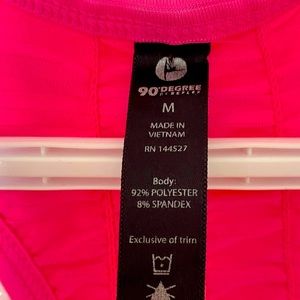 90°DEGREE
BY REFLEX
M
MADE IN
VIETNAM
RN 144527
Body:
92% POLYESTER
8% SPANDEX
Exclusive of trim